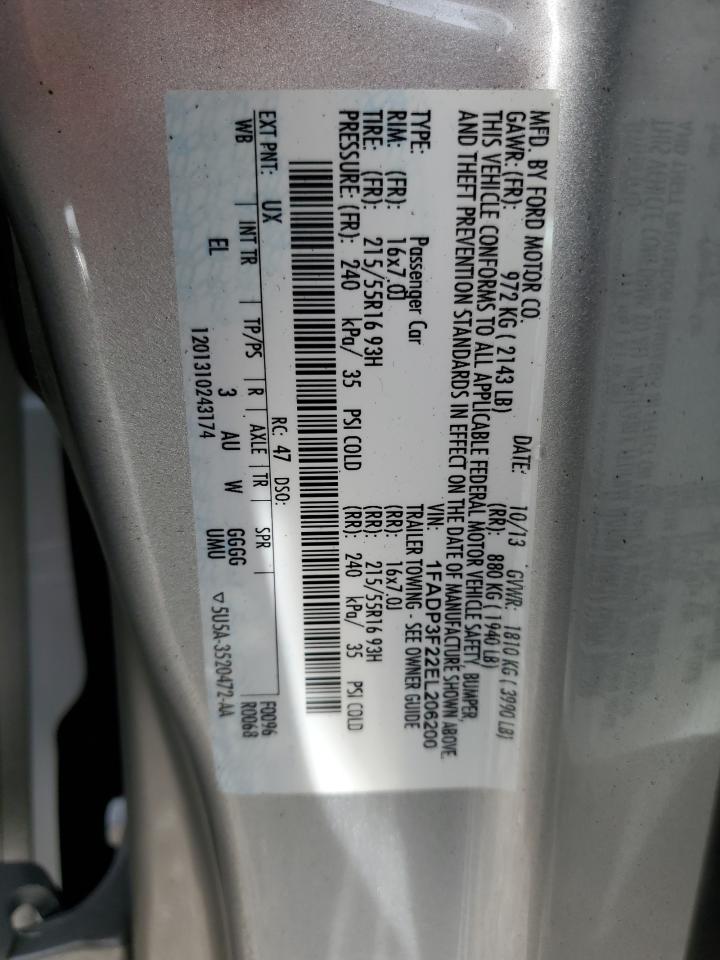 MFD. BY FORD MOTOR CO. DATE: 10/13 GVWR: 1810 KG ( 3990 LB)
GAWR: (FR): 972 KG ( 2143 LB) (RR): 880 KG ( 1940 LB)
THIS VEHICLE CONFORMS TO ALL APPLICABLE FEDERAL MOTOR VEHICLE SAFETY, BUMPER,
AND THEFT PREVENTION STANDARDS IN EFFECT ON THE DATE OF MANUFACTURE SHOWN ABOVE.
VIN: 1FADP3F22EL206200
TYPE: Passenger Car TRAILER TOWING - SEE OWNER GUIDE
RIM: (FR): 16x7.0J (RR): 16x7.0J
TIRE: (FR): 215/55R16 93H (RR): 215/55R16 93H
PRESSURE: (FR): 240 kPa/ 35 PSI COLD (RR): 240 kPa/ 35 PSI COLD
RC: 47 DSO: F0096
EXT PNT: UX R0068
WB INT TR TP/PS R AXLE TR SPR
EL 3 AU W GGGG
1201310243174 UMU ▽ 5U5A-3520472-AA